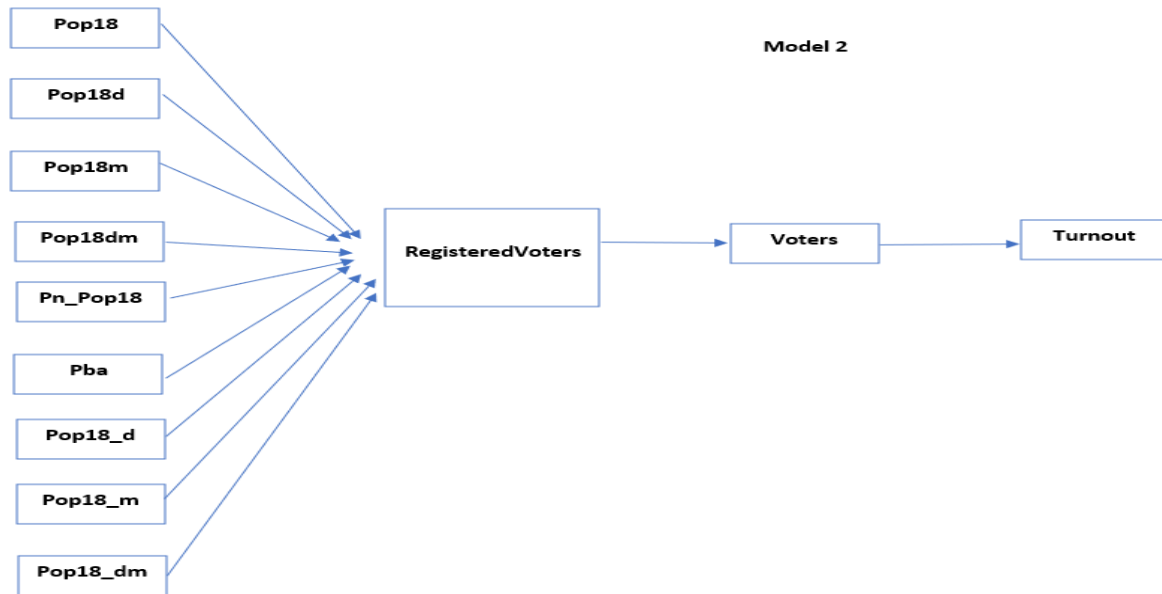 Pop18
Model 2
Pop18d
Pop18m
Pop18dm
RegisteredVoters
Voters
Turnout
Pn_Pop18
Pba
Pop18_d
Pop18_m
Pop18_dm